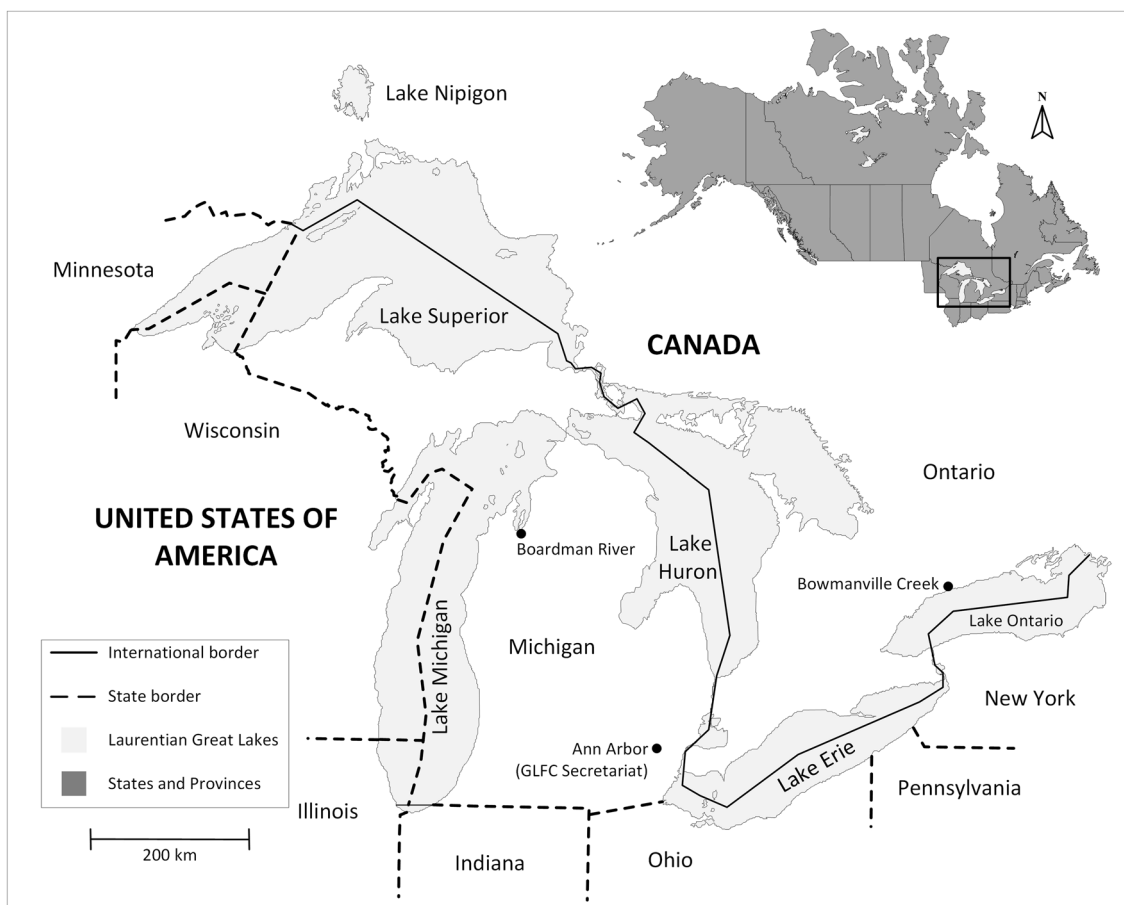 Lake Nipigon
N
Minnesota
Lake Superior
CANADA
Wisconsin
Ontario
UNITED STATES OF
AMERICA
Boardman River
Lake
Huron
Bowmanville Creek
Lake Ontario
Lake Michigan
Michigan
International border
State border
Laurentian Great Lakes
States and Provinces
New York
Ann Arbor
(GLFC Secretariat)
Lake Erie
Pennsylvania
Illinois
200 km
Indiana
Ohio